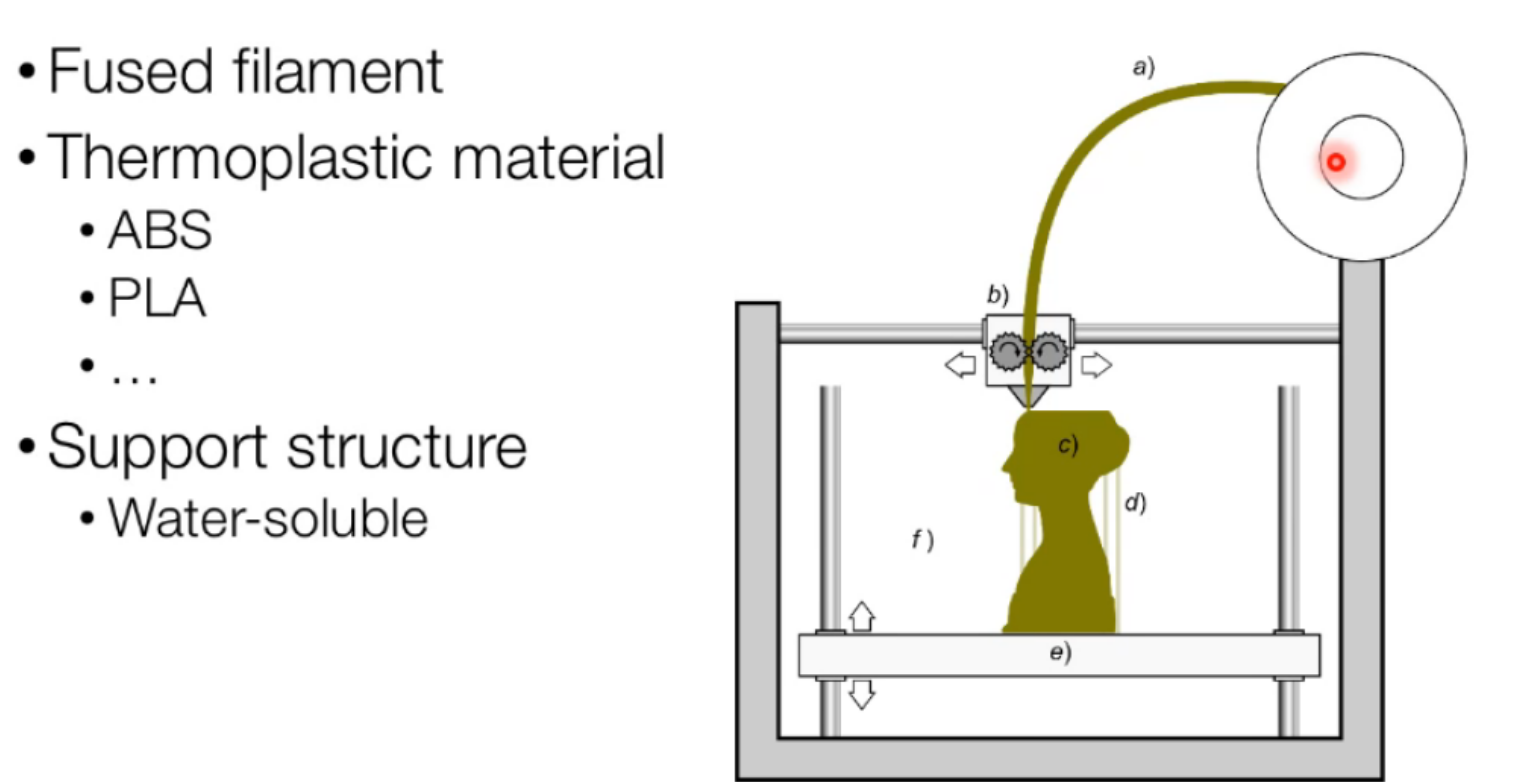 • Fused filament
• Thermoplastic material
• ABS
• PLA
• ...
• Support structure
• Water-soluble
a)
b)
c)
d)
f)
e)